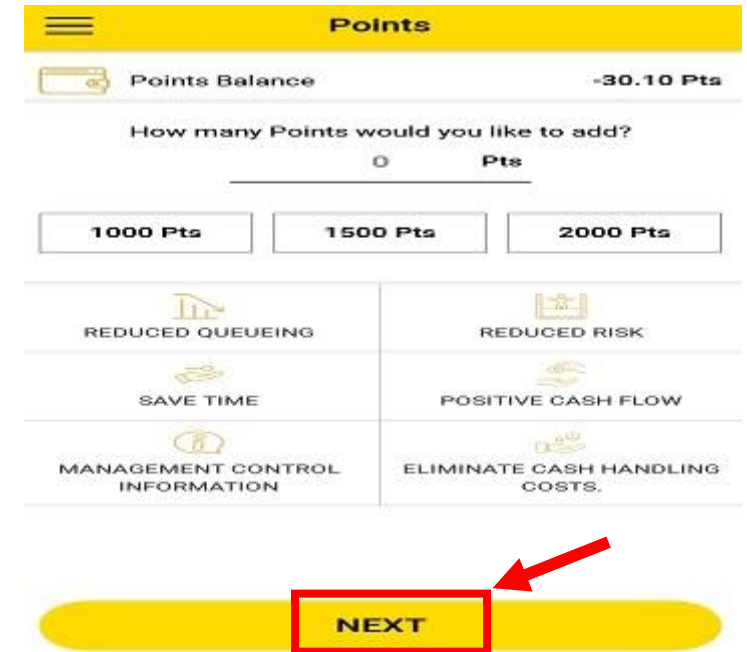 Points
Points Balance -30.10 Pts
How many Points would you like to add?
0 Pts
1000 Pts 1500 Pts 2000 Pts
REDUCED QUEUEING REDUCED RISK
SAVE TIME POSITIVE CASH FLOW
MANAGEMENT CONTROL
INFORMATION
ELIMINATE CASH HANDLING
COSTS.
NEXT